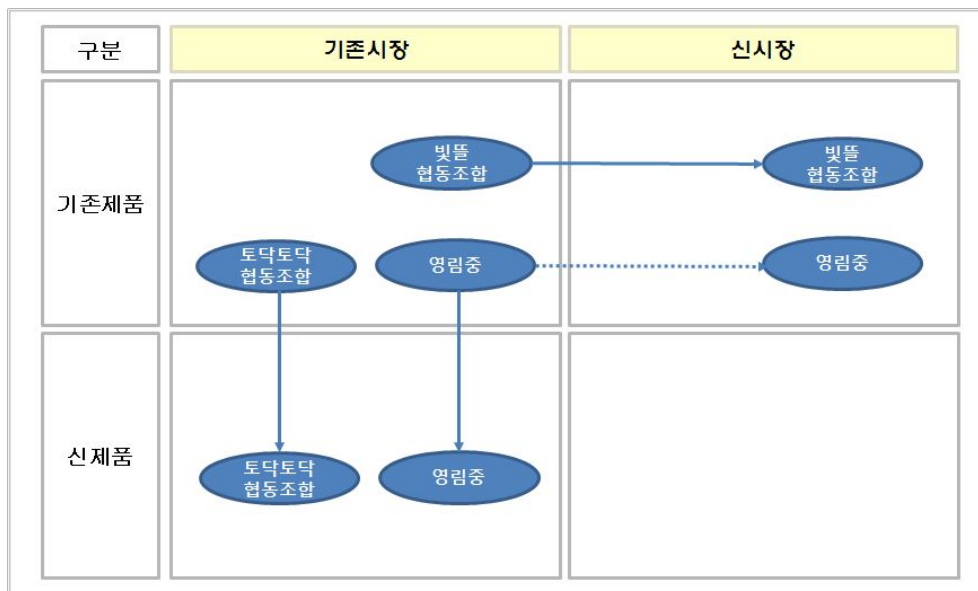 구분
기존시장
신시장
기존제품
빛뜰
협동조합
빛뜰
협동조합
토닥토닥
협동조합
영림중
영림중
신제품
토닥토닥
협동조합
영림중